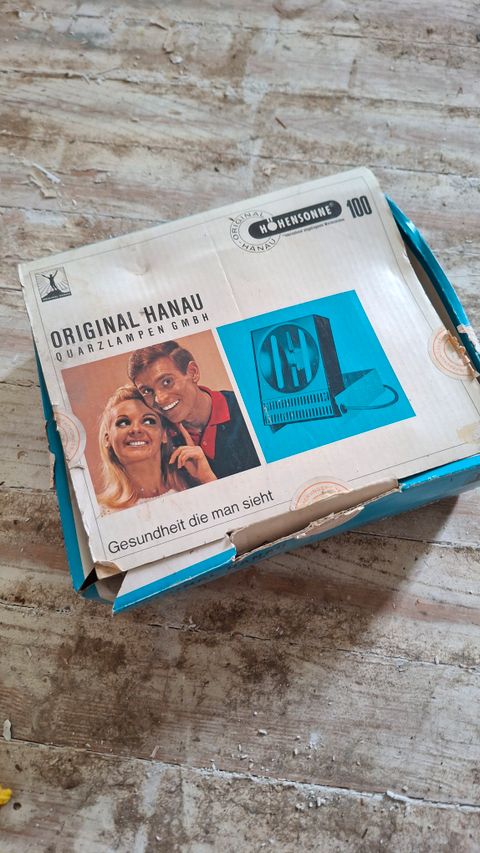 ORIGINAL
HANAU
HÖHENSONNE®
100
ORIGINAL HANAU
QUARZLAMPEN GMBH
Gesundheit die man sieht